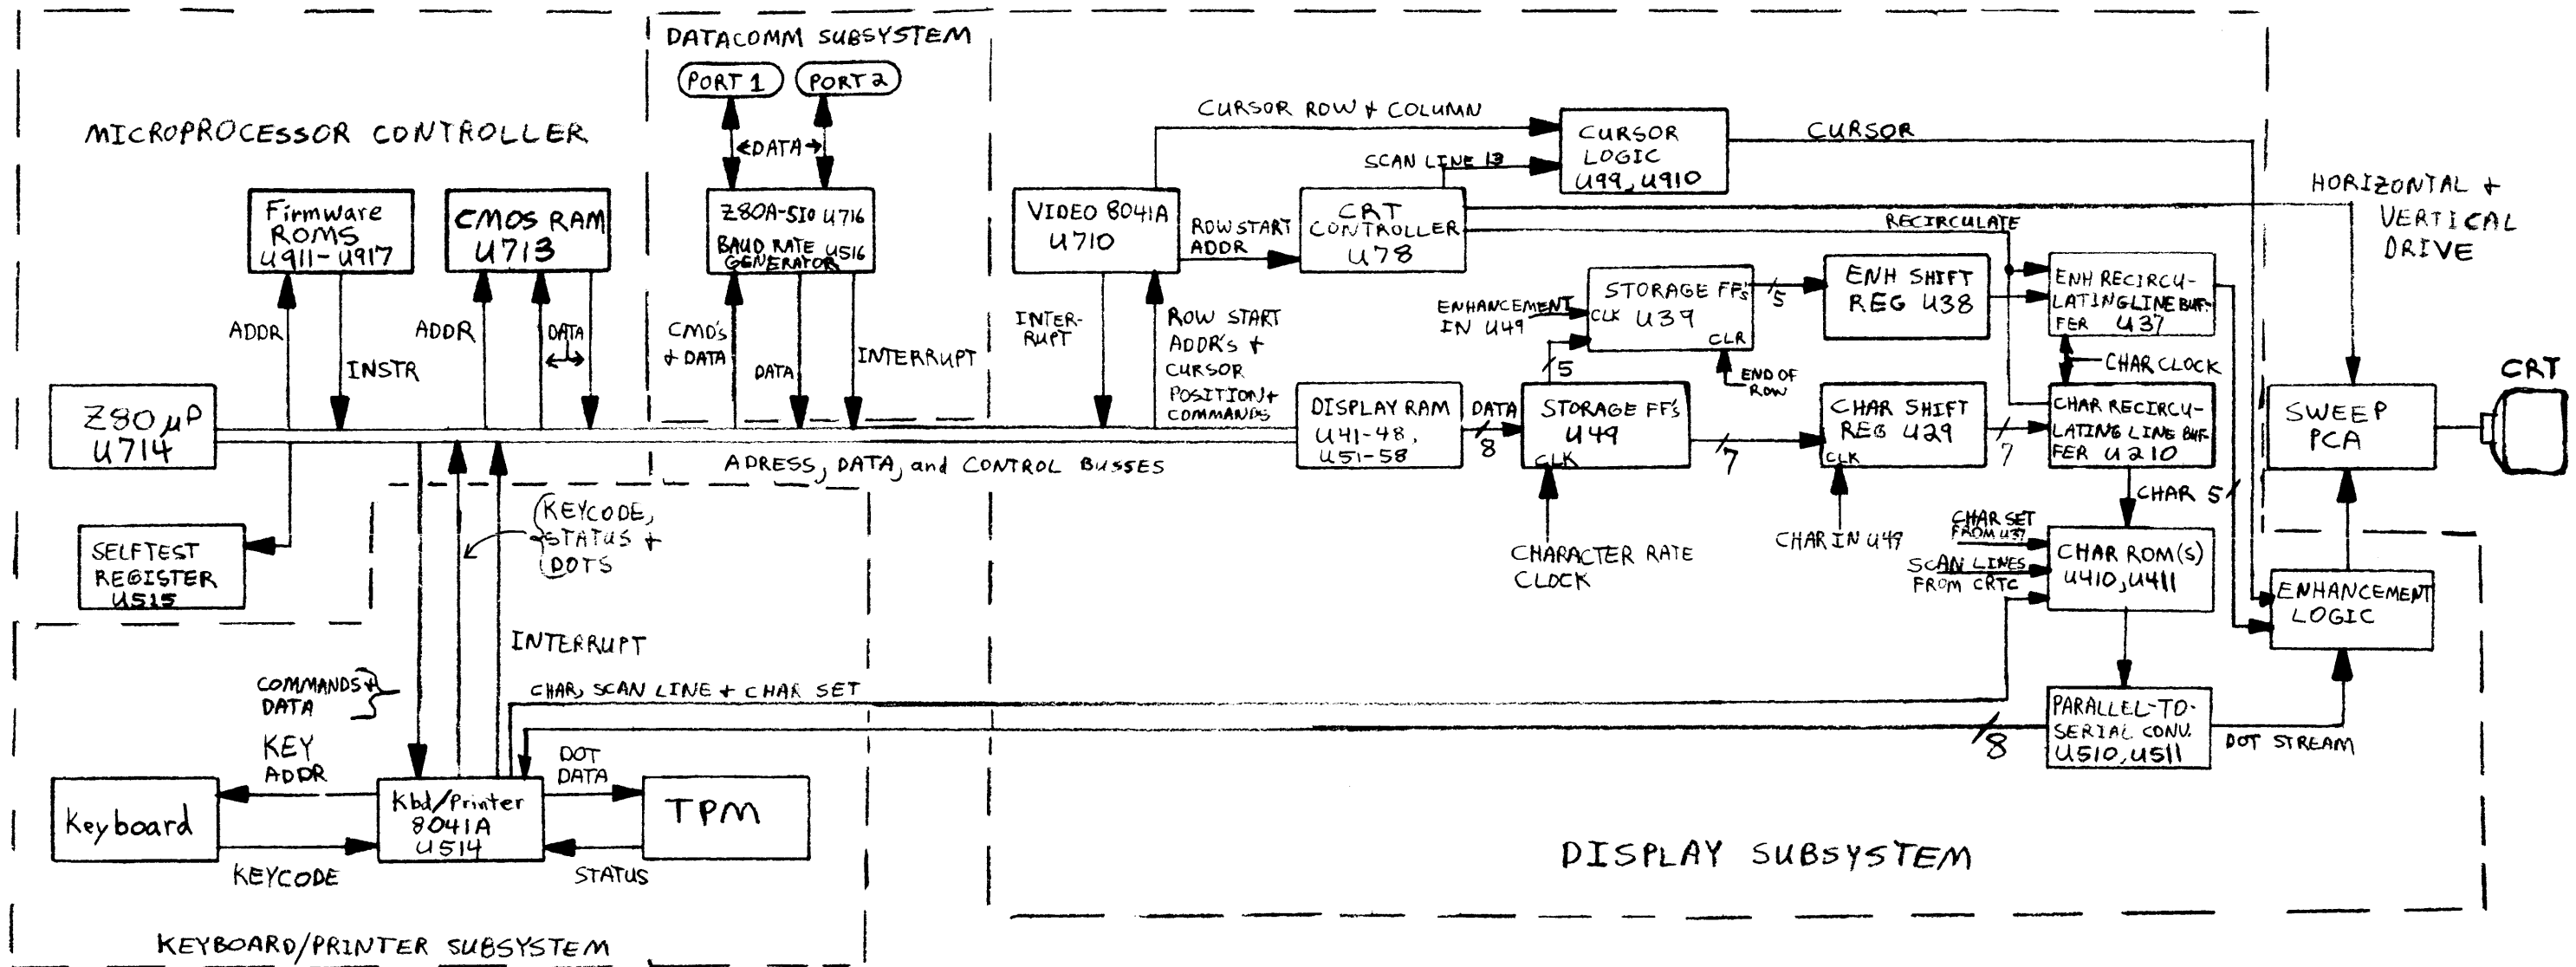 MICROPROCESSOR CONTROLLER
Firmware
ROMS
U911-U917
CMOS RAM
U713
ADDR
INSTR
ADDR
DATA
Z80 µP
U714
SELFTEST
REGISTER
U515
DATACOMM SUBSYSTEM
PORT 1
PORT 2
DATA
Z80A-SIO U716
BAUD RATE U516
GENERATOR
CMD'S
+ DATA
DATA
INTERRUPT
ADRESS, DATA, and CONTROL BUSSES
KEYCODE,
STATUS +
DOTS
INTERRUPT
COMMANDS +
DATA
CHAR, SCAN LINE + CHAR SET
KEY
ADDR
DOT
DATA
Keyboard
Kbd/Printer
8041A
U514
TPM
KEYCODE
STATUS
KEYBOARD/PRINTER SUBSYSTEM
CURSOR ROW + COLUMN
SCAN LINE 13
CURSOR
LOGIC
U99, U910
CURSOR
VIDEO 8041A
U710
ROW START
ADDR
CRT
CONTROLLER
U78
RECIRCULATE
HORIZONTAL +
VERTICAL
DRIVE
INTER-
RUPT
ROW START
ADDR'S +
CURSOR
POSITION +
COMMANDS
ENHANCEMENT
IN U49
STORAGE FF's
CLK U39
CLR
5
ENH SHIFT
REG U38
ENH RECIRCU-
LATING LINE BUF-
FER U37
5
END OF
ROW
CHAR CLOCK
DISPLAY RAM
U41-48,
U51-58
DATA
8
STORAGE FF's
U49
CLK
7
CHAR SHIFT
REG U29
CLK
7
CHAR RECIRCU-
LATING LINE BUF-
FER U210
SWEEP
PCA
CRT
CHARACTER RATE
CLOCK
CHAR IN U49
CHAR 5
CHAR SET
FROM U37
SCAN LINES
FROM CRTC
CHAR ROM(S)
U410, U411
ENHANCEMENT
LOGIC
PARALLEL-TO-
SERIAL CONV.
U510, U511
8
DOT STREAM
DISPLAY SUBSYSTEM